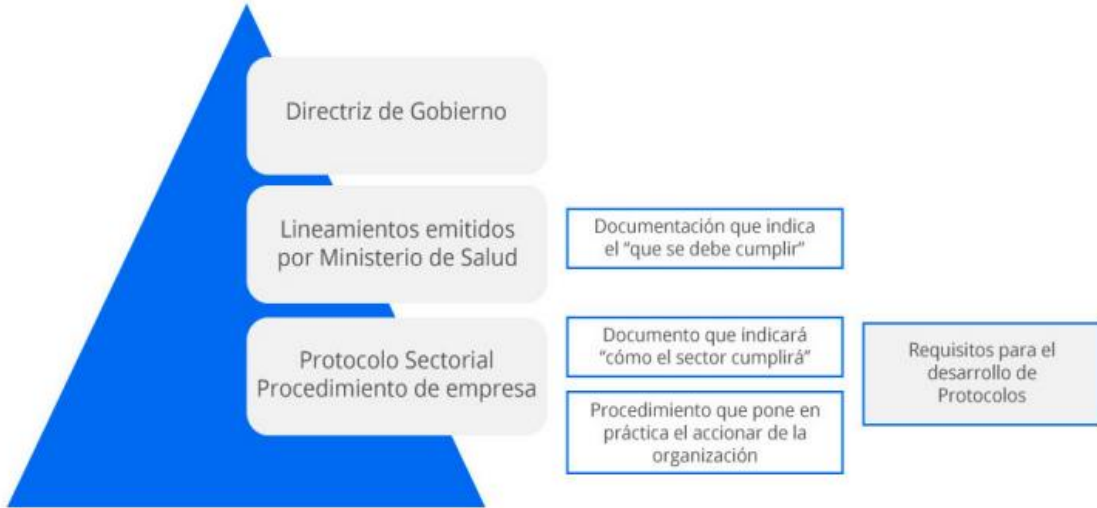 Directriz de Gobierno
Lineamientos emitidos
por Ministerio de Salud
Documentación que indica
el “que se debe cumplir”
Protocolo Sectorial
Procedimiento de empresa
Documento que indicará
“cómo el sector cumplirá”
Procedimiento que pone en
práctica el accionar de la
organización
Requisitos para el
desarrollo de
Protocolos